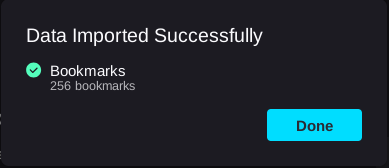 Data Imported Successfully
Bookmarks
256 bookmarks
Done